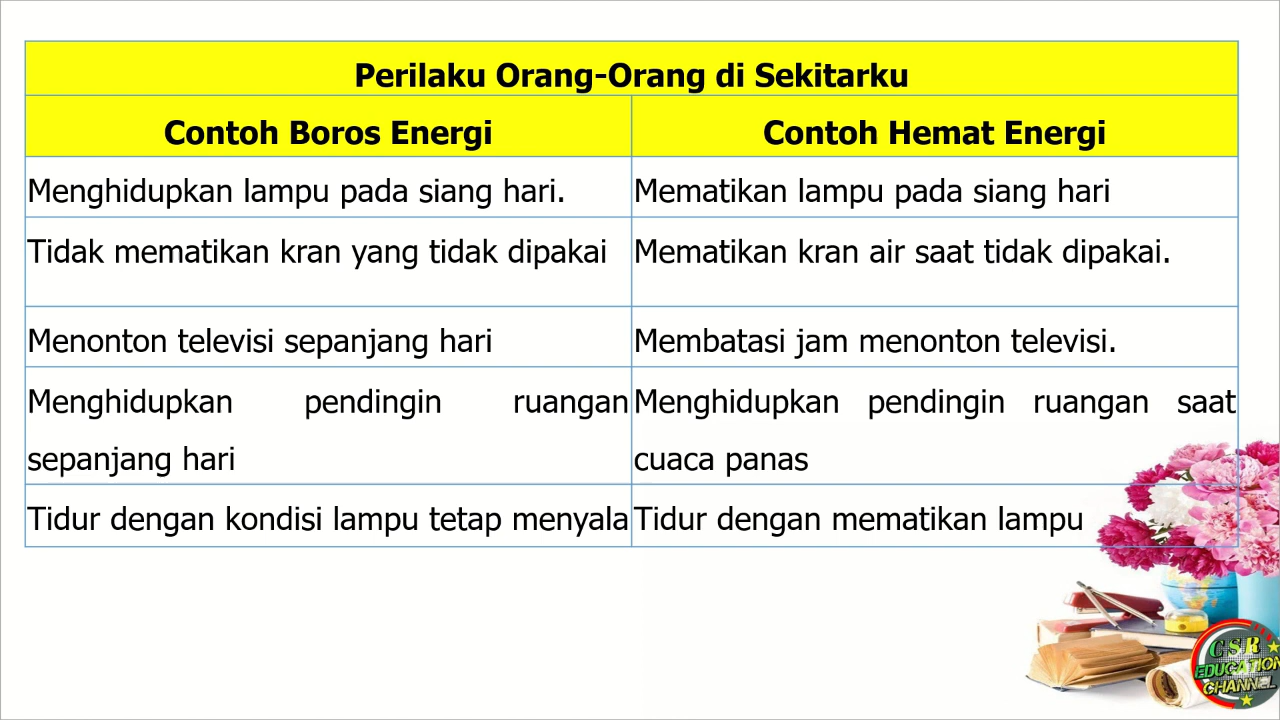 Perilaku Orang-Orang di Sekitarku
Contoh Boros Energi
Contoh Hemat Energi
Menghidupkan lampu pada siang hari.
Mematikan lampu pada siang hari
Tidak mematikan kran yang tidak dipakai
Mematikan kran air saat tidak dipakai.
Menonton televisi sepanjang hari
Membatasi jam menonton televisi.
Menghidupkan pendingin ruangan
sepanjang hari
Menghidupkan pendingin ruangan saat
cuaca panas
Tidur dengan kondisi lampu tetap menyala
Tidur dengan mematikan lampu
CSR
EDUCATION
CHANNEL